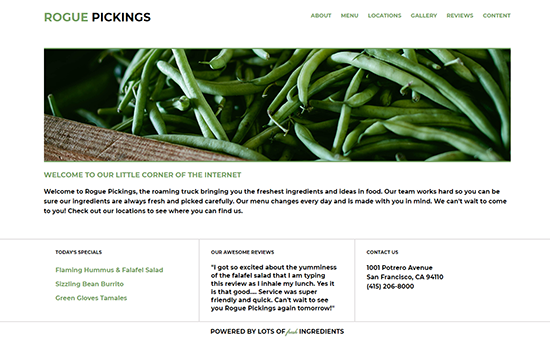 ROGUE PICKINGS
ABOUT MENU LOCATIONS GALLERY REVIEWS CONTENT
WELCOME TO OUR LITTLE CORNER OF THE INTERNET
Welcome to Rogue Pickings, the roaming truck bringing you the freshest ingredients and ideas in food. Our team works hard so you can be
sure our ingredients are always fresh and picked carefully. Our menu changes every day and is made with you in mind. We can't wait to come
to you! Check out our locations to see where you can find us.
TODAY'S SPECIALS
Flaming Hummus & Falafel Salad
Sizzling Bean Burrito
Green Gloves Tamales
OUR AWESOME REVIEWS
"I got so excited about the yumminess
of the falafel salad that I am typing
this review as I inhale my lunch. Yes it
is that good.... Service was super
friendly and quick. Can't wait to see
you Rogue Pickings again tomorrow!"
CONTACT US
1001 Potrero Avenue
San Francisco, CA 94110
(415) 206-8000
POWERED BY LOTS OF fresh INGREDIENTS